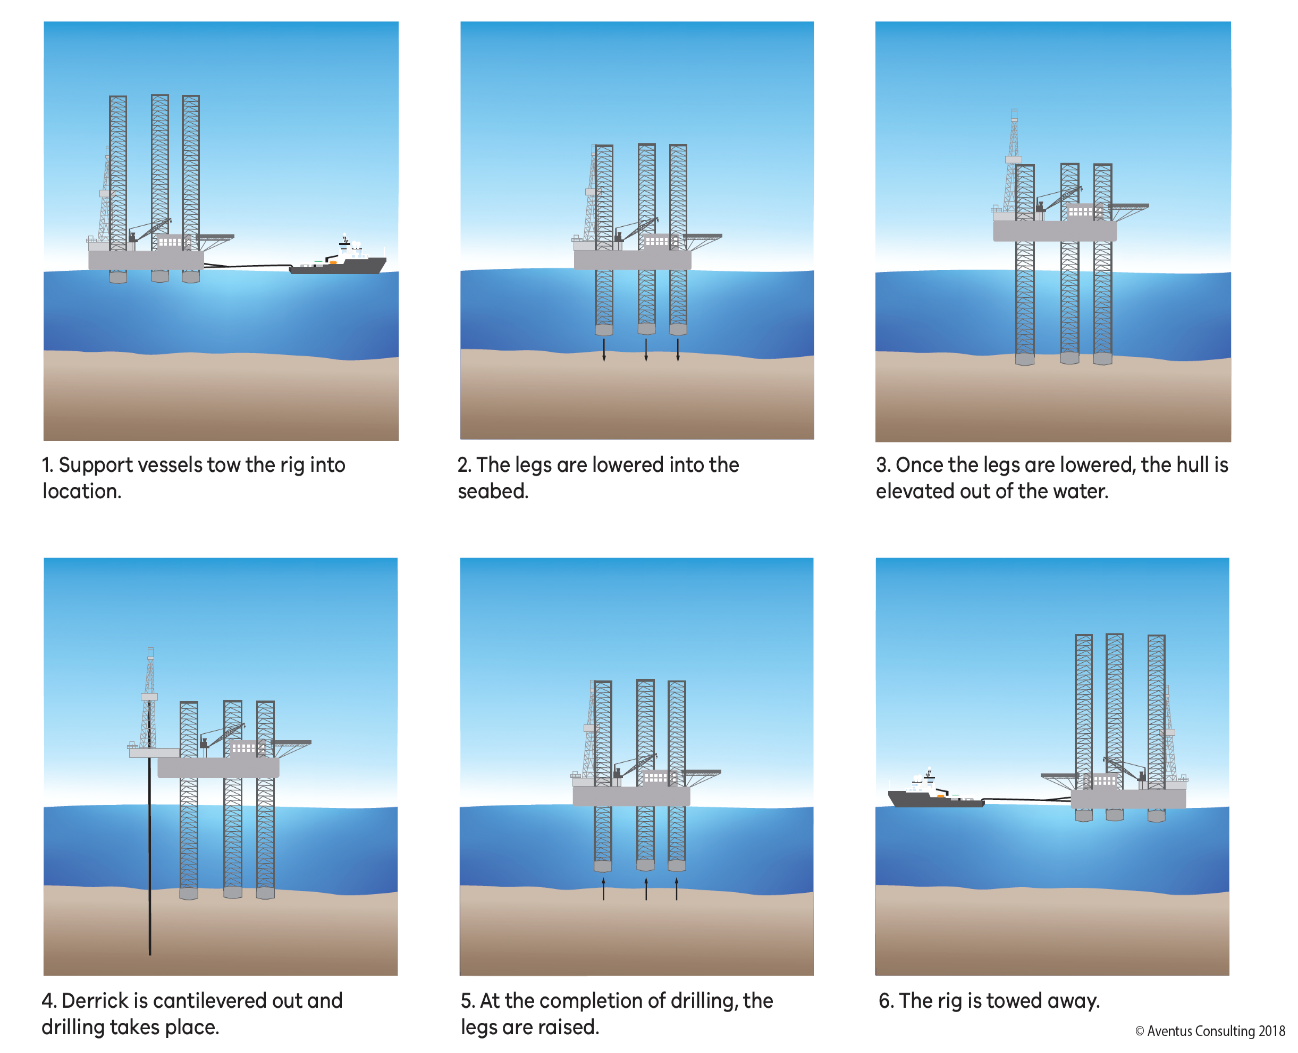 1. Support vessels tow the rig into
location.
2. The legs are lowered into the
seabed.
3. Once the legs are lowered, the hull is
elevated out of the water.
4. Derrick is cantilevered out and
drilling takes place.
5. At the completion of drilling, the
legs are raised.
6. The rig is towed away.
© Aventus Consulting 2018